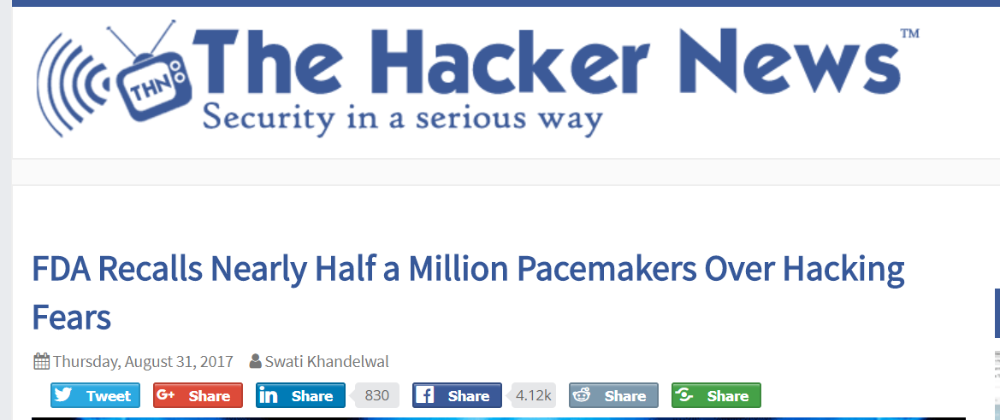 THN
The Hacker News™
Security in a serious way
FDA Recalls Nearly Half a Million Pacemakers Over Hacking
Fears
Thursday, August 31, 2017 Swati Khandelwal
Tweet G+ Share in Share 830 f Share 4.12k Share Share